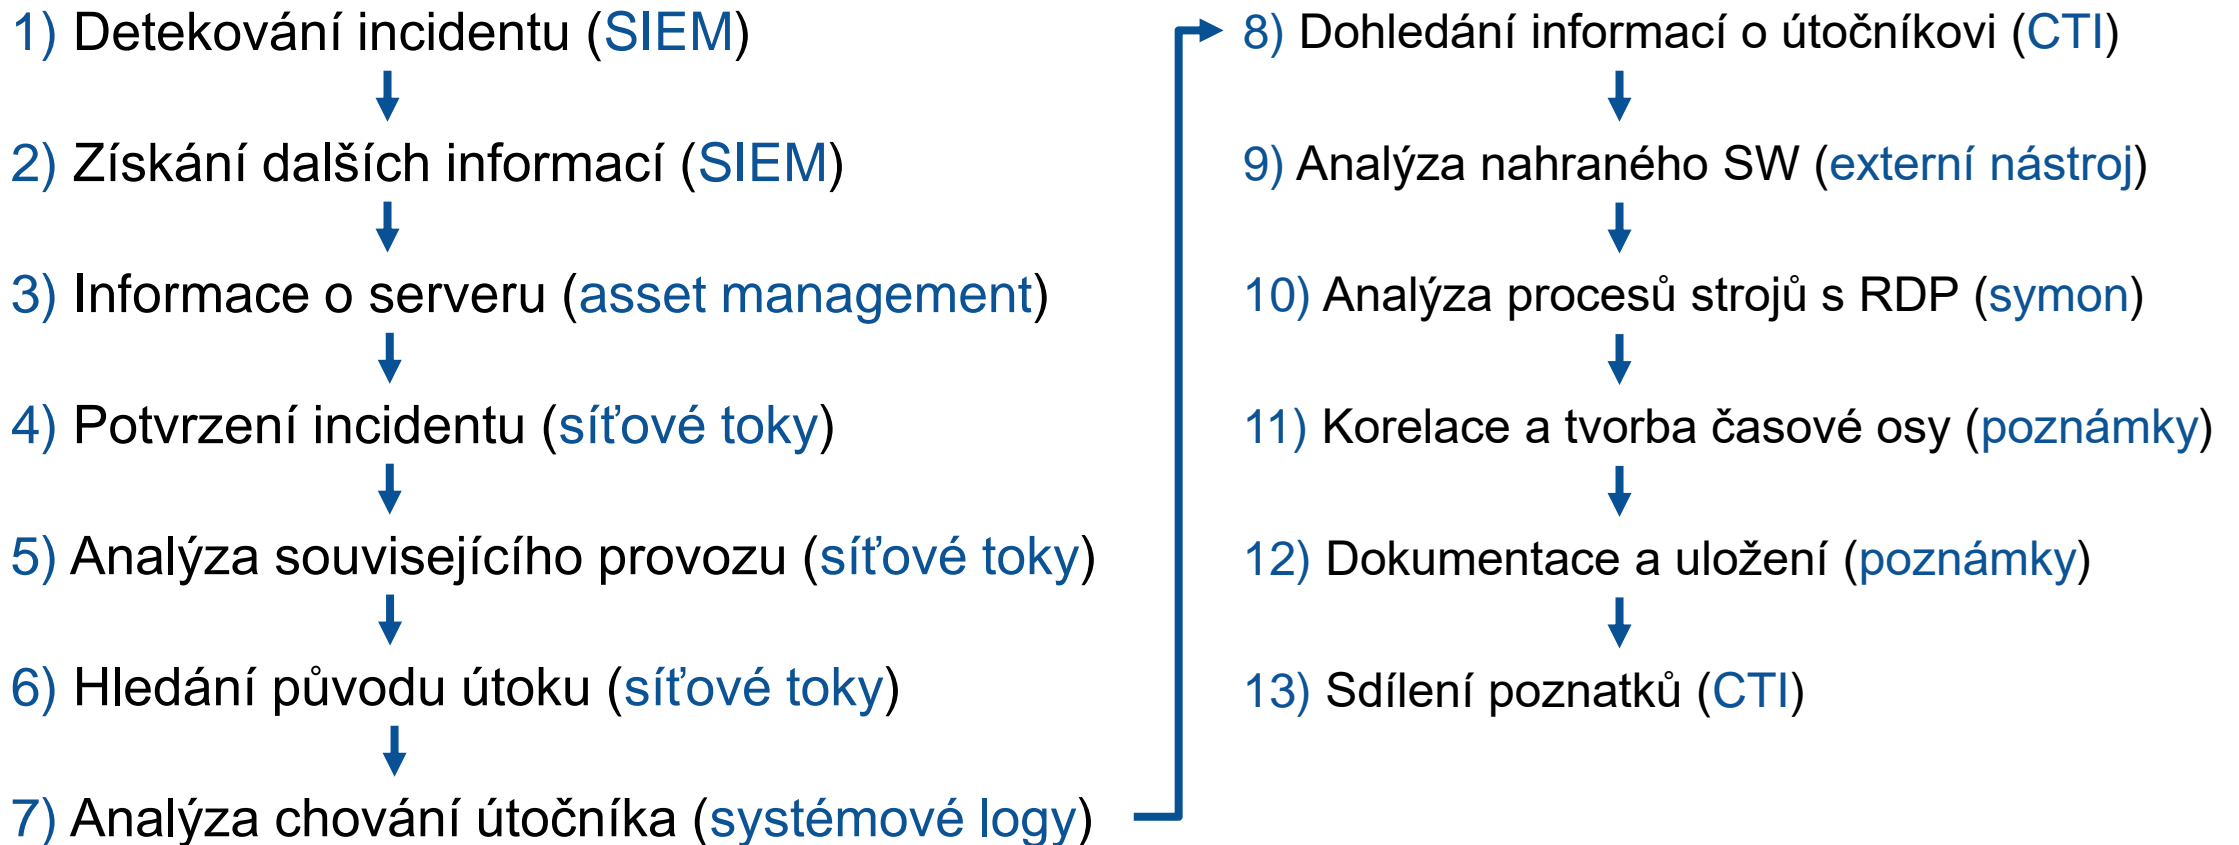 1) Detekování incidentu (SIEM)
2) Získání dalších informací (SIEM)
3) Informace o serveru (asset management)
4) Potvrzení incidentu (síťové toky)
5) Analýza souvisejícího provozu (síťové toky)
6) Hledání původu útoku (síťové toky)
7) Analýza chování útočníka (systémové logy)
8) Dohledání informací o útočníkovi (CTI)
9) Analýza nahraného SW (externí nástroj)
10) Analýza procesů strojů s RDP (symon)
11) Korelace a tvorba časové osy (poznámky)
12) Dokumentace a uložení (poznámky)
13) Sdílení poznatků (CTI)